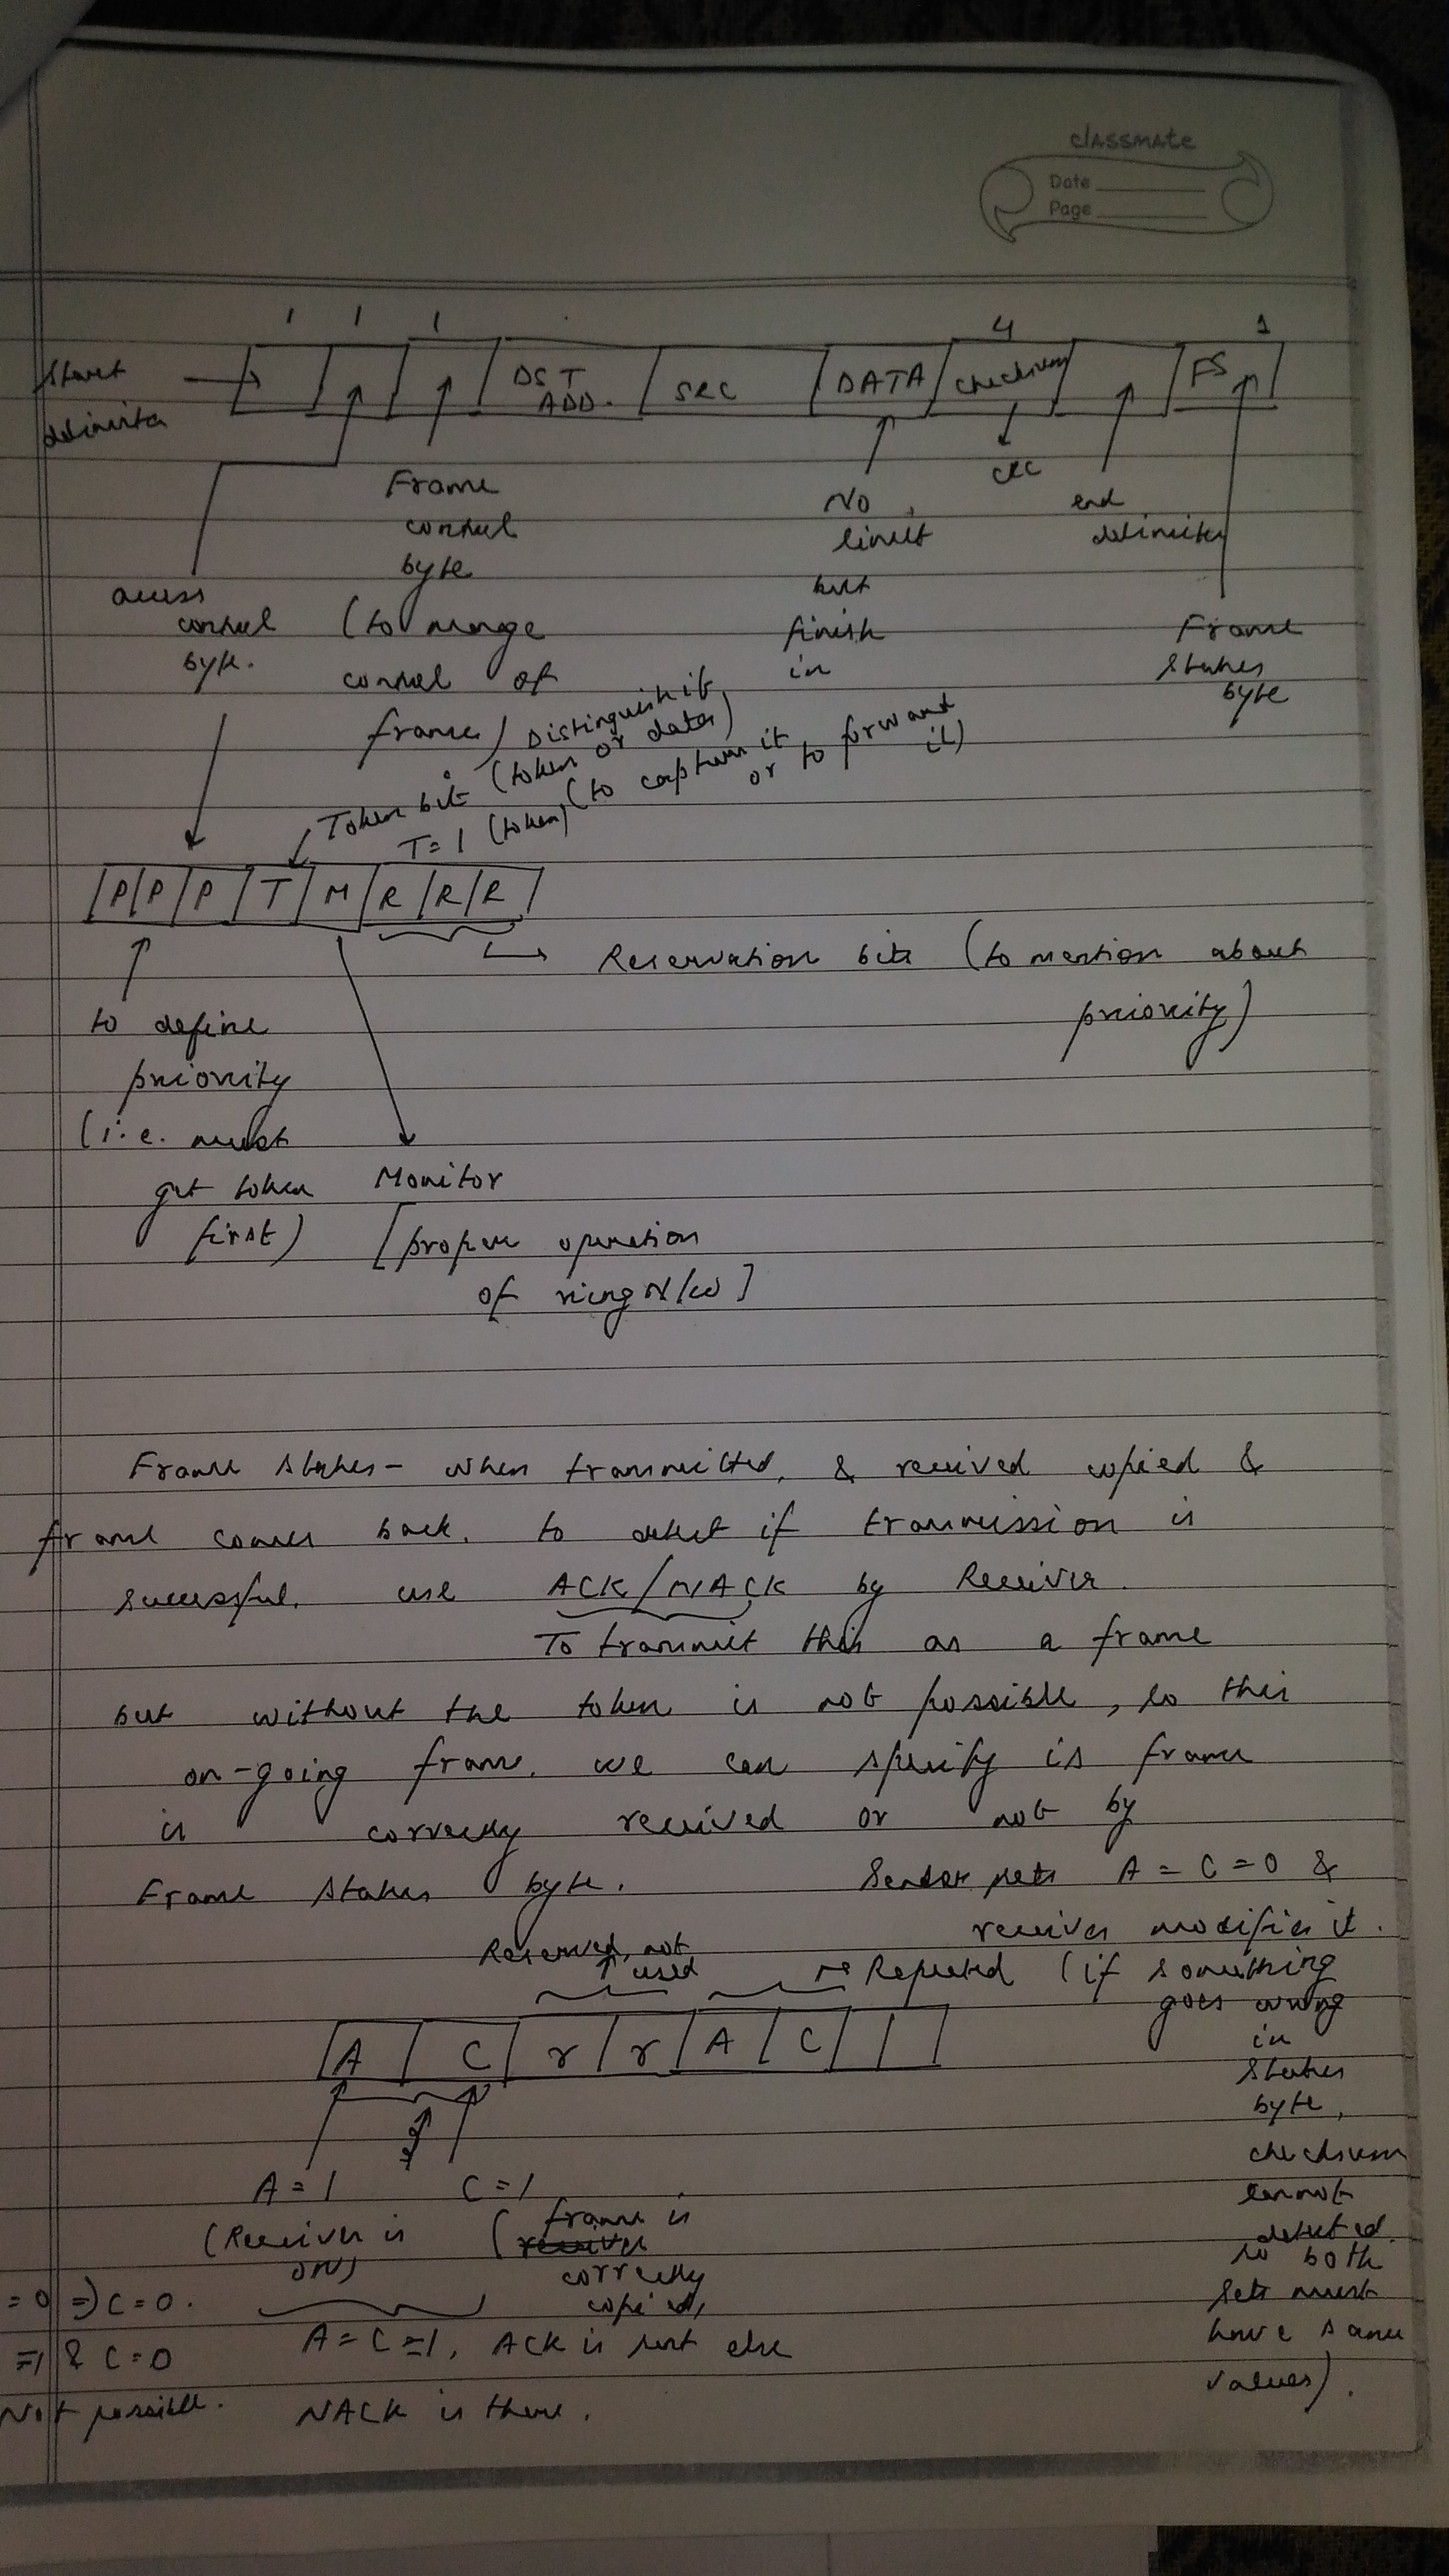 classmate
Date
Page
1 1 1 4 1
Start
delimiter
DST ADD. SRC DATA checksum FS
CRC
Frame
control
byte
(to manage
control of
frame)
No
limit
but
finish
in
end
delimiter
Frame
status
byte
access
control
byte.
Distinguish if
Token bit (token or data)
T=1 (token) (to capture it
or to forward
it)
P P P T M R R R
Reservation bits (to mention about
priority)
to define
priority
(i.e. must
get token
first)
Monitor
[proper operation
of ring N/w]
Frame status - when transmitted, & received copied &
frame comes back. to detect if transmission is
successful. use ACK/NACK by Receiver.
To transmit this as a frame
but without the token is not possible, so this
on-going frame. we can specify is frame
is correctly received or not by
Frame status byte.
Sender sets A = C = 0 &
receiver modifies it.
Reserved, not
used
Repeated (if something
goes wrong
in
status
byte,
checksum
cannot
detected.
so both
sets must
have same
values).
A C r r A C
A = 1
(Receiver is
ON)
C = 1
(frame is
correctly
copied)
= 0 => C = 0.
=1 & C = 0
Not possible.
A = C = 1, ACK is sent else
NACK is there.